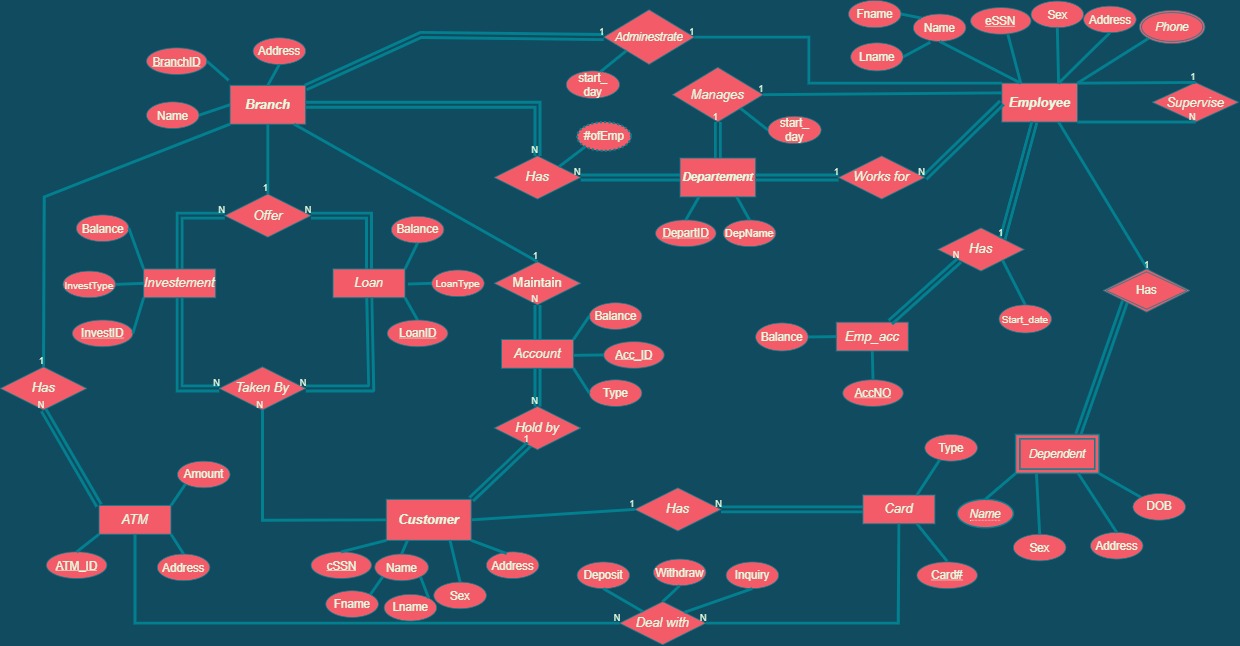 Fname
Name
eSSN
Sex
Address
Phone
Lname
Address
BranchID
Name
Branch
1
Adminestrate
1
start_
day
Manages
1
1
start_
day
Employee
1
Supervise
N
#ofEmp
N
Has
N
Departement
1
Works for
N
DepartID
DepName
1
N
Offer
N
Balance
InvestType
InvestID
Investement
Loan
Balance
LoanType
LoanID
1
Maintain
N
Account
Balance
Acc_ID
Type
N
Hold by
1
1
Has
N
Start_date
Emp_acc
Balance
AccNO
1
Has
1
Has
N
N
Taken By
N
N
Amount
ATM
ATM_ID
Address
Customer
cSSN
Name
Address
Fname
Lname
Sex
1
Has
N
Card
Type
Card#
Dependent
Name
Sex
Address
DOB
Deposit
Withdraw
Inquiry
N
Deal with
N